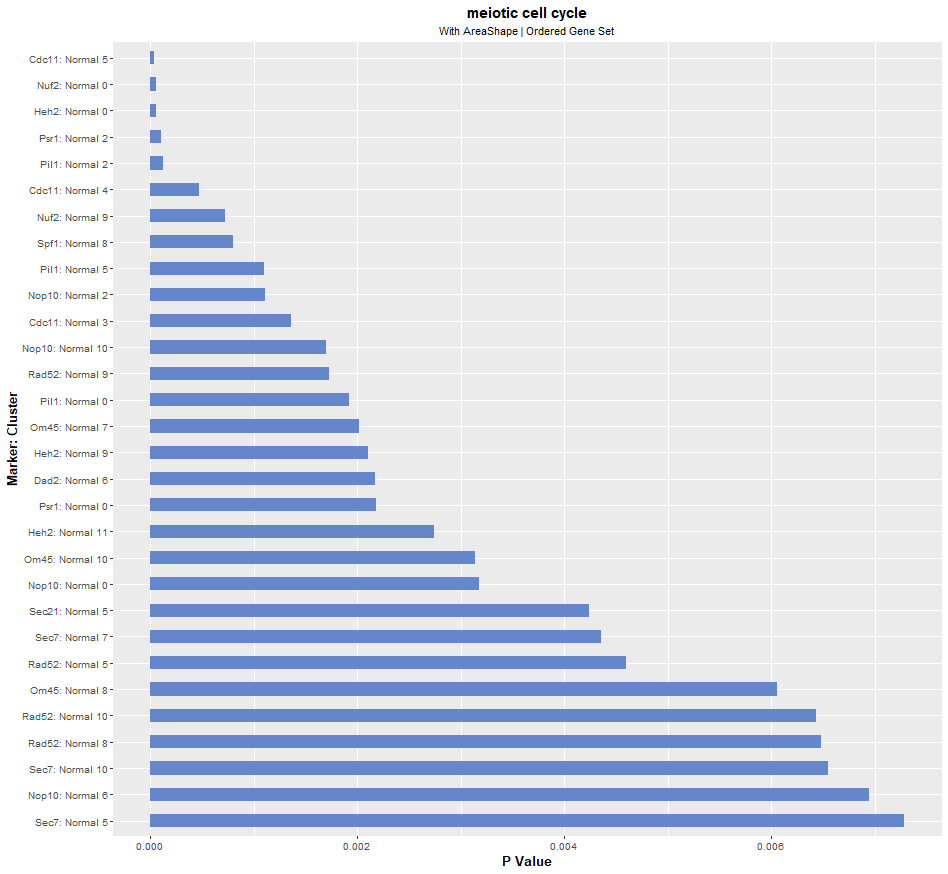 meiotic cell cycle
With AreaShape | Ordered Gene Set
Marker: Cluster
Cdc11: Normal 5
Nuf2: Normal 0
Heh2: Normal 0
Psr1: Normal 2
Pil1: Normal 2
Cdc11: Normal 4
Nuf2: Normal 9
Spf1: Normal 8
Pil1: Normal 5
Nop10: Normal 2
Cdc11: Normal 3
Nop10: Normal 10
Rad52: Normal 9
Pil1: Normal 0
Om45: Normal 7
Heh2: Normal 9
Dad2: Normal 6
Psr1: Normal 0
Heh2: Normal 11
Om45: Normal 10
Nop10: Normal 0
Sec21: Normal 5
Sec7: Normal 7
Rad52: Normal 5
Om45: Normal 8
Rad52: Normal 10
Rad52: Normal 8
Sec7: Normal 10
Nop10: Normal 6
Sec7: Normal 5
0.000 0.002 0.004 0.006
P Value